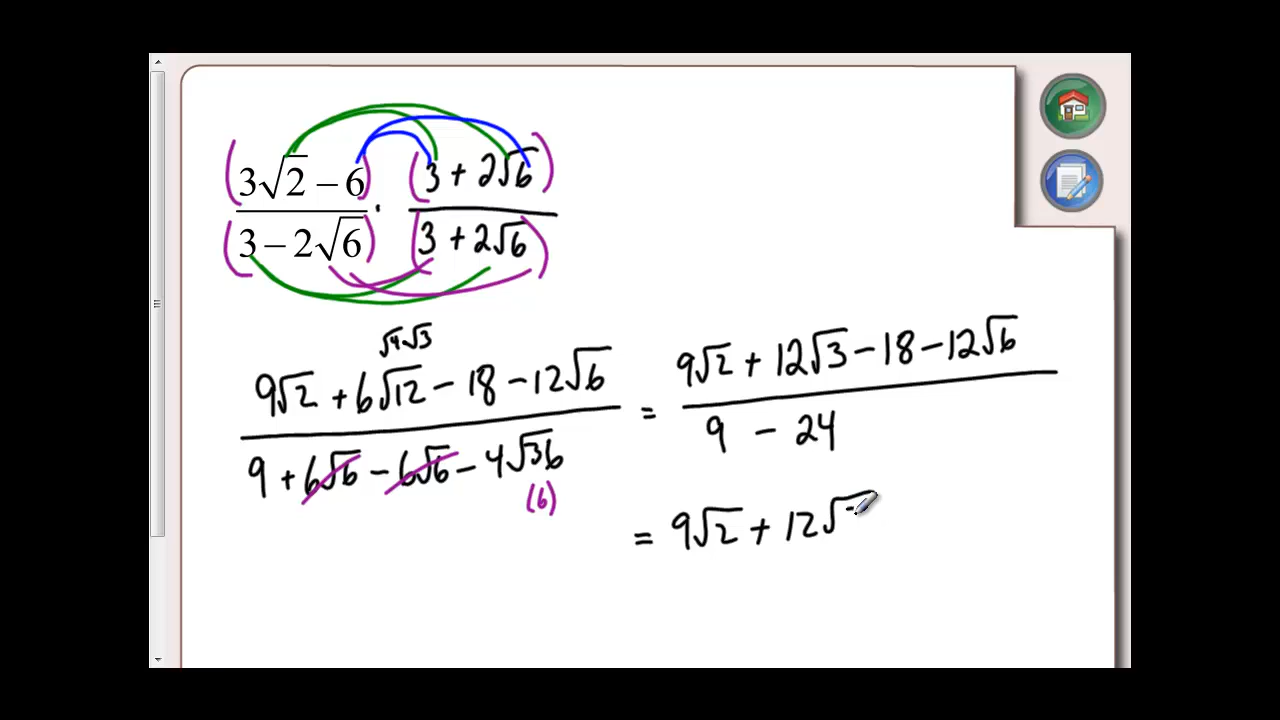 (3√2 − 6) · (3 + 2√6)
(3 − 2√6) (3 + 2√6)
√4√3
9√2 + 6√12 − 18 − 12√6 = 9√2 + 12√3 − 18 − 12√6
9 + 6√6 − 6√6 − 4√36 9 − 24
(6)
= 9√2 + 12√